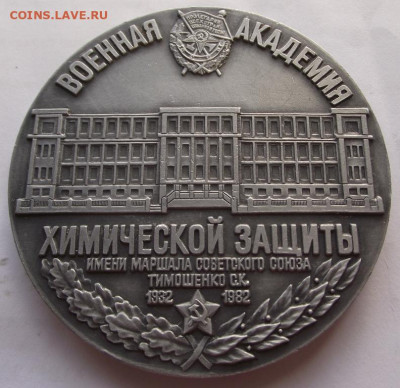 COINS.LAVE.RU
ВОЕННАЯ АКАДЕМИЯ
ХИМИЧЕСКОЙ ЗАЩИТЫ
ИМЕНИ МАРШАЛА СОВЕТСКОГО СОЮЗА
ТИМОШЕНКО С.К.
1932 1982